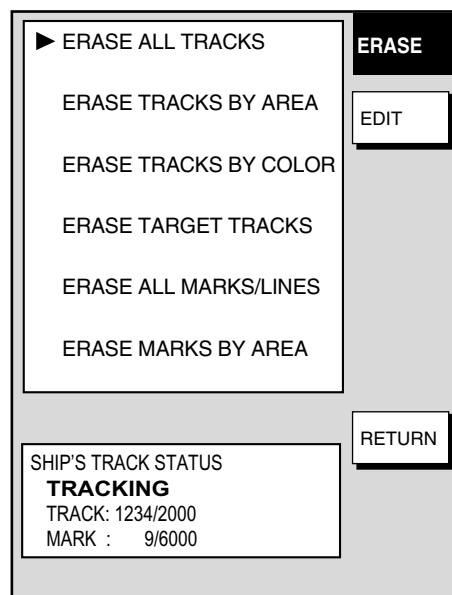 ▶ ERASE ALL TRACKS
ERASE TRACKS BY AREA
ERASE TRACKS BY COLOR
ERASE TARGET TRACKS
ERASE ALL MARKS/LINES
ERASE MARKS BY AREA
ERASE
EDIT
RETURN
SHIP'S TRACK STATUS
TRACKING
TRACK: 1234/2000
MARK : 9/6000